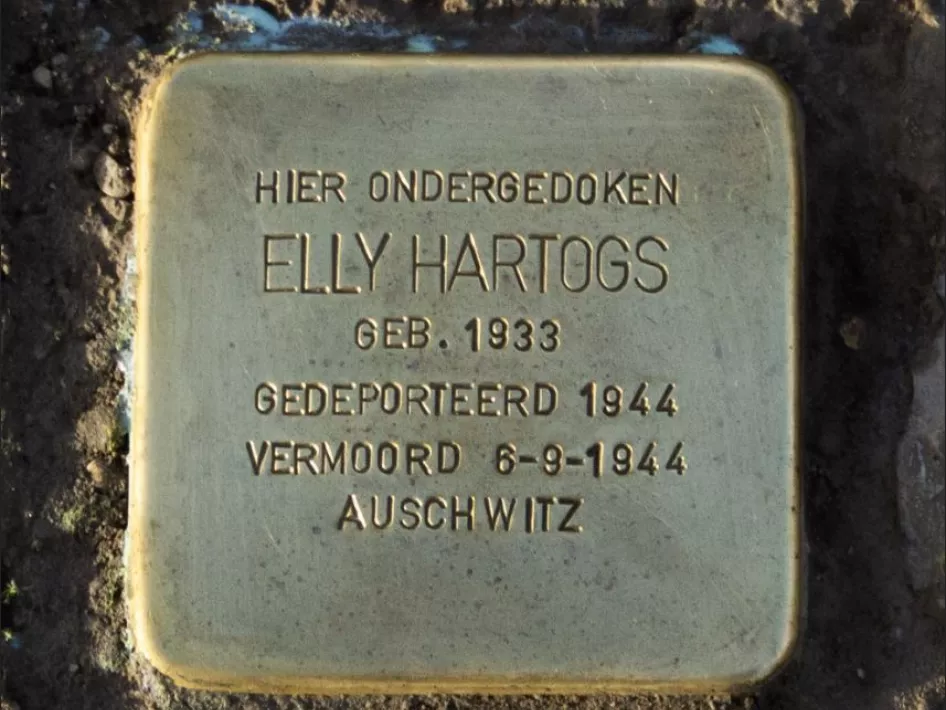 HIER ONDERGEDOKEN
ELLY HARTOGS
GEB. 1933
GEDEPORTEERD 1944
VERMOORD 6-9-1944
AUSCHWITZ